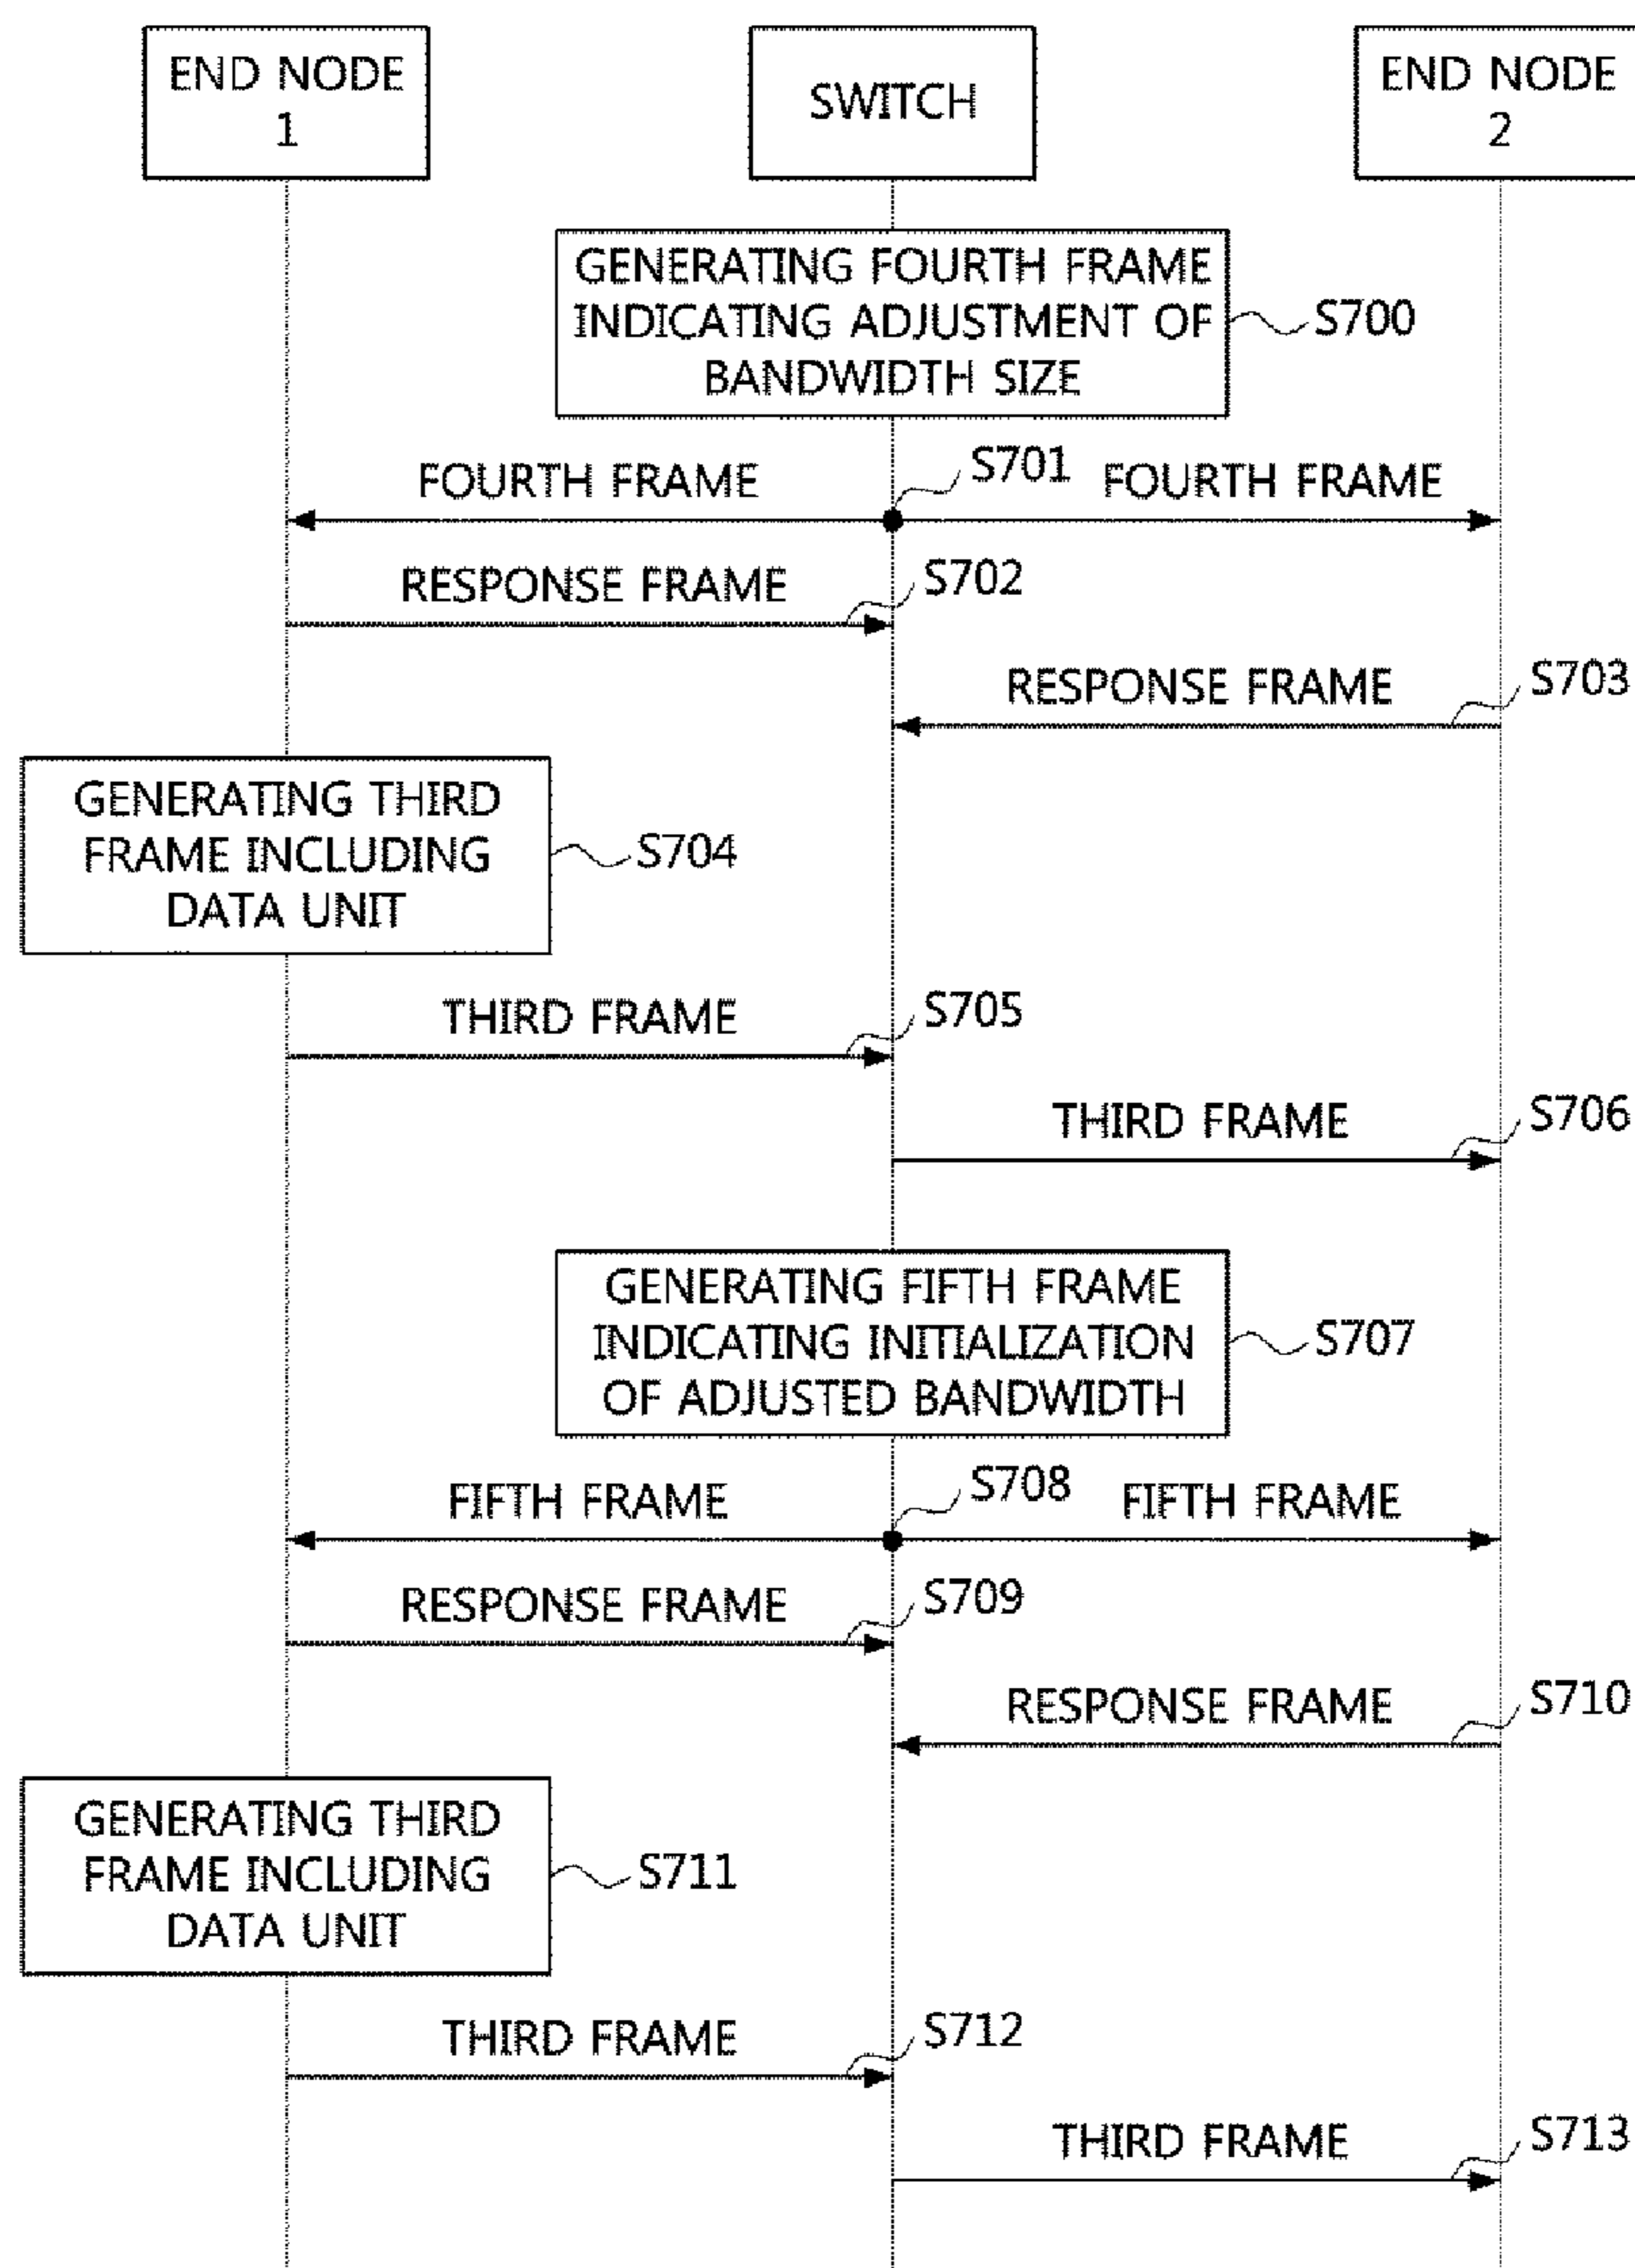 END NODE
1
SWITCH
END NODE
2
GENERATING FOURTH FRAME
INDICATING ADJUSTMENT OF
BANDWIDTH SIZE
S700
FOURTH FRAME
S701
FOURTH FRAME
RESPONSE FRAME
S702
RESPONSE FRAME
S703
GENERATING THIRD
FRAME INCLUDING
DATA UNIT
S704
THIRD FRAME
S705
THIRD FRAME
S706
GENERATING FIFTH FRAME
INDICATING INITIALIZATION
OF ADJUSTED BANDWIDTH
S707
FIFTH FRAME
S708
FIFTH FRAME
RESPONSE FRAME
S709
RESPONSE FRAME
S710
GENERATING THIRD
FRAME INCLUDING
DATA UNIT
S711
THIRD FRAME
S712
THIRD FRAME
S713